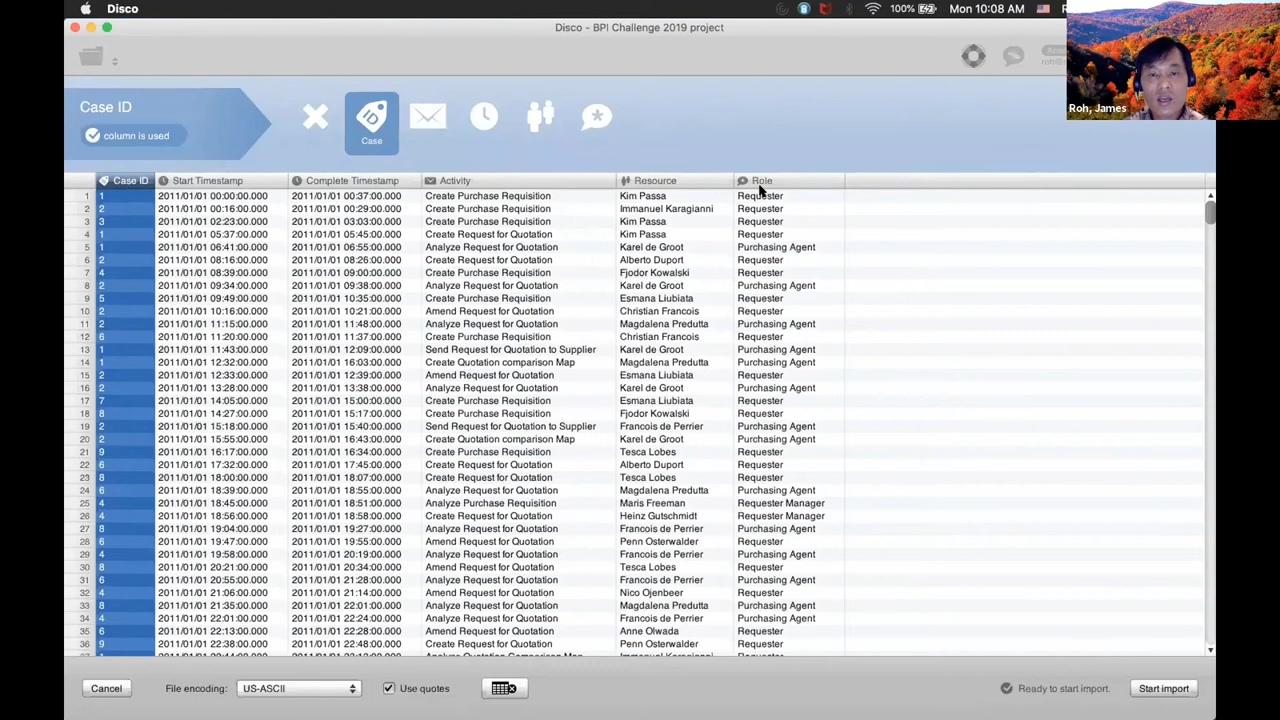 Disco
100%
Mon 10:08 AM
Disco - BPI Challenge 2019 project
Roh, James
Case ID
column is used
Case
Case ID Start Timestamp Complete Timestamp Activity Resource Role
1 1 2011/01/01 00:00:00.000 2011/01/01 00:37:00.000 Create Purchase Requisition Kim Passa Requester
2 2 2011/01/01 00:16:00.000 2011/01/01 00:29:00.000 Create Purchase Requisition Immanuel Karagianni Requester
3 3 2011/01/01 02:23:00.000 2011/01/01 03:03:00.000 Create Purchase Requisition Kim Passa Requester
4 1 2011/01/01 05:37:00.000 2011/01/01 05:45:00.000 Create Request for Quotation Kim Passa Requester
5 1 2011/01/01 06:41:00.000 2011/01/01 06:55:00.000 Analyze Request for Quotation Karel de Groot Purchasing Agent
6 2 2011/01/01 08:16:00.000 2011/01/01 08:26:00.000 Create Request for Quotation Alberto Duport Requester
7 4 2011/01/01 08:39:00.000 2011/01/01 09:00:00.000 Create Purchase Requisition Fjodor Kowalski Requester
8 2 2011/01/01 09:34:00.000 2011/01/01 09:38:00.000 Analyze Request for Quotation Karel de Groot Purchasing Agent
9 5 2011/01/01 09:49:00.000 2011/01/01 10:35:00.000 Create Purchase Requisition Esmana Liubiata Requester
10 2 2011/01/01 10:16:00.000 2011/01/01 10:21:00.000 Amend Request for Quotation Christian Francois Requester
11 2 2011/01/01 11:15:00.000 2011/01/01 11:48:00.000 Analyze Request for Quotation Magdalena Predutta Purchasing Agent
12 6 2011/01/01 11:20:00.000 2011/01/01 11:37:00.000 Create Purchase Requisition Christian Francois Requester
13 1 2011/01/01 11:43:00.000 2011/01/01 12:09:00.000 Send Request for Quotation to Supplier Karel de Groot Purchasing Agent
14 1 2011/01/01 12:32:00.000 2011/01/01 16:03:00.000 Create Quotation comparison Map Magdalena Predutta Purchasing Agent
15 2 2011/01/01 12:33:00.000 2011/01/01 12:39:00.000 Amend Request for Quotation Esmana Liubiata Requester
16 2 2011/01/01 13:28:00.000 2011/01/01 13:38:00.000 Analyze Request for Quotation Karel de Groot Purchasing Agent
17 7 2011/01/01 14:05:00.000 2011/01/01 15:00:00.000 Create Purchase Requisition Esmana Liubiata Requester
18 8 2011/01/01 14:27:00.000 2011/01/01 15:17:00.000 Create Purchase Requisition Fjodor Kowalski Requester
19 2 2011/01/01 15:18:00.000 2011/01/01 15:40:00.000 Send Request for Quotation to Supplier Francois de Perrier Purchasing Agent
20 2 2011/01/01 15:55:00.000 2011/01/01 16:43:00.000 Create Quotation comparison Map Karel de Groot Purchasing Agent
21 9 2011/01/01 16:17:00.000 2011/01/01 16:34:00.000 Create Purchase Requisition Tesca Lobes Requester
22 6 2011/01/01 17:32:00.000 2011/01/01 17:45:00.000 Create Request for Quotation Alberto Duport Requester
23 8 2011/01/01 18:00:00.000 2011/01/01 18:07:00.000 Create Request for Quotation Tesca Lobes Requester
24 6 2011/01/01 18:39:00.000 2011/01/01 18:55:00.000 Analyze Request for Quotation Magdalena Predutta Purchasing Agent
25 4 2011/01/01 18:45:00.000 2011/01/01 18:51:00.000 Analyze Purchase Requisition Maris Freeman Requester Manager
26 4 2011/01/01 18:56:00.000 2011/01/01 18:58:00.000 Create Request for Quotation Heinz Gutschmidt Requester Manager
27 8 2011/01/01 19:04:00.000 2011/01/01 19:27:00.000 Analyze Request for Quotation Francois de Perrier Purchasing Agent
28 6 2011/01/01 19:47:00.000 2011/01/01 19:55:00.000 Amend Request for Quotation Penn Osterwalder Requester
29 4 2011/01/01 19:58:00.000 2011/01/01 20:19:00.000 Analyze Request for Quotation Francois de Perrier Purchasing Agent
30 8 2011/01/01 20:21:00.000 2011/01/01 20:34:00.000 Amend Request for Quotation Tesca Lobes Requester
31 6 2011/01/01 20:55:00.000 2011/01/01 21:28:00.000 Analyze Request for Quotation Francois de Perrier Purchasing Agent
32 4 2011/01/01 21:06:00.000 2011/01/01 21:14:00.000 Amend Request for Quotation Nico Ojenbeer Requester
33 8 2011/01/01 21:35:00.000 2011/01/01 22:01:00.000 Analyze Request for Quotation Magdalena Predutta Purchasing Agent
34 4 2011/01/01 22:01:00.000 2011/01/01 22:24:00.000 Analyze Request for Quotation Francois de Perrier Purchasing Agent
35 6 2011/01/01 22:13:00.000 2011/01/01 22:28:00.000 Amend Request for Quotation Anne Olwada Requester
36 9 2011/01/01 22:38:00.000 2011/01/01 22:48:00.000 Create Request for Quotation Penn Osterwalder Requester
Cancel File encoding: US-ASCII Use quotes Ready to start import. Start import